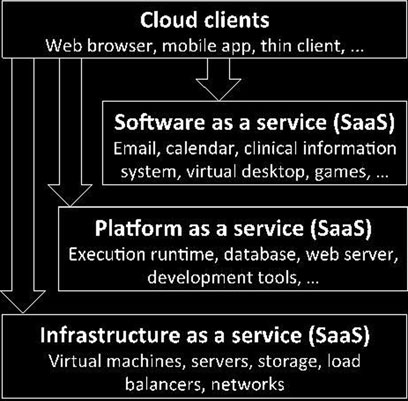 Cloud clients
Web browser, mobile app, thin client, ...
Software as a service (SaaS)
Email, calendar, clinical information
system, virtual desktop, games, ...
Platform as a service (SaaS)
Execution runtime, database, web server,
development tools, ...
Infrastructure as a service (SaaS)
Virtual machines, servers, storage, load
balancers, networks